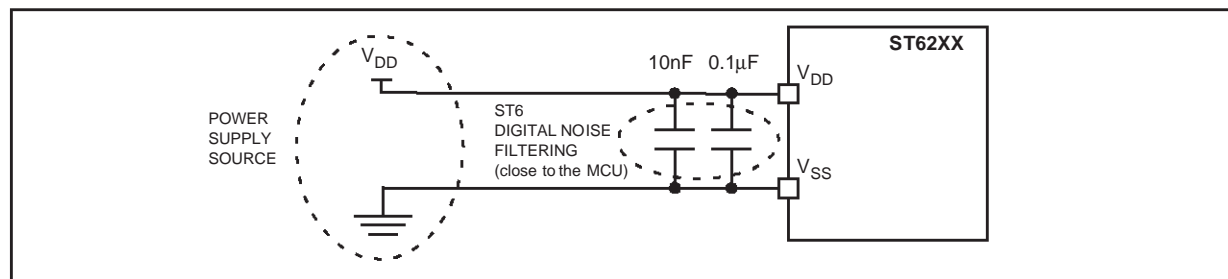 ST62XX
V_DD
10nF 0.1μF
V_DD
ST6
DIGITAL NOISE
FILTERING
(close to the MCU)
POWER
SUPPLY
SOURCE
V_SS